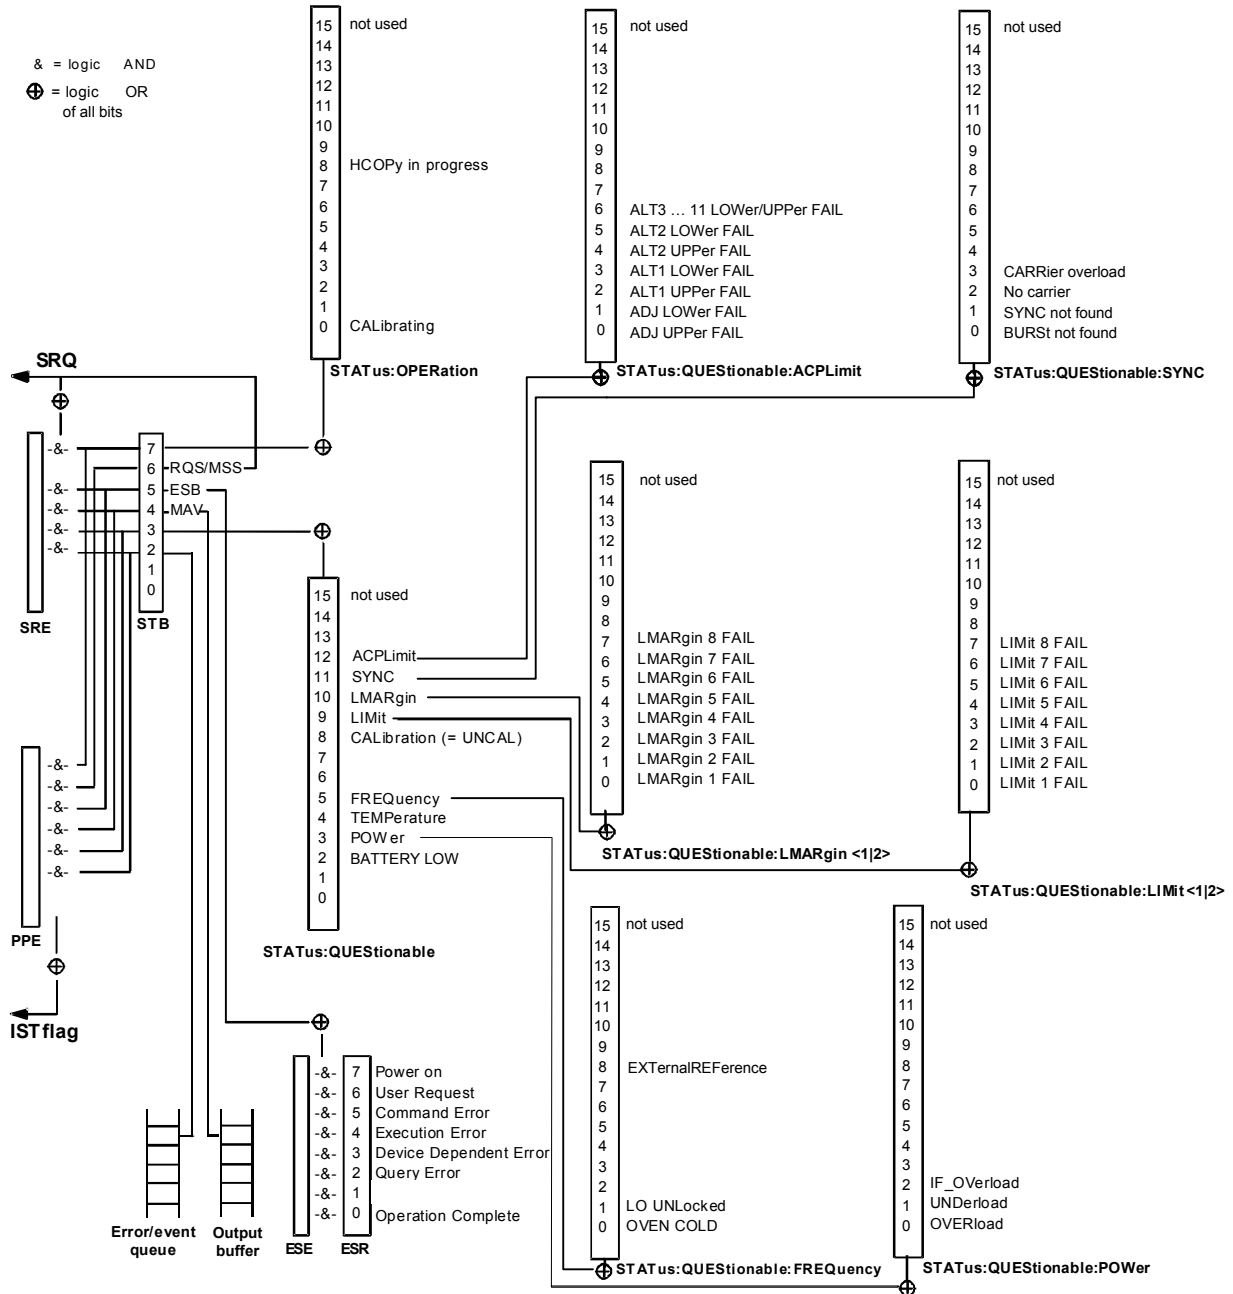 & = logic AND
⊕ = logic OR
of all bits
15 not used
14
13
12
11
10
9
8 HCOPy in progress
7
6
5
4
3
2
1
0 CALibrating
STATus:OPERation
15 not used
14
13
12
11
10
9
8
7
6 ALT3 ... 11 LOWer/UPPer FAIL
5 ALT2 LOWer FAIL
4 ALT2 UPPer FAIL
3 ALT1 LOWer FAIL
2 ALT1 UPPer FAIL
1 ADJ LOWer FAIL
0 ADJ UPPer FAIL
STATus:QUEStionable:ACPLimit
15 not used
14
13
12
11
10
9
8
7
6
5
4
3 CARRier overload
2 No carrier
1 SYNC not found
0 BURSt not found
STATus:QUEStionable:SYNC
SRQ
-&- 7
6 RQS/MSS
-&- 5 ESB
-&- 4 MAV
-&- 3
-&- 2
1
0
SRE
STB
15 not used
14
13
12 ACPLimit
11 SYNC
10 LMARgin
9 LIMit
8 CALibration (= UNCAL)
7
6
5 FREQuency
4 TEMPerature
3 POWer
2 BATTERY LOW
1
0
STATus:QUEStionable
15 not used
14
13
12
11
10
9
8
7 LMARgin 8 FAIL
6 LMARgin 7 FAIL
5 LMARgin 6 FAIL
4 LMARgin 5 FAIL
3 LMARgin 4 FAIL
2 LMARgin 3 FAIL
1 LMARgin 2 FAIL
0 LMARgin 1 FAIL
STATus:QUEStionable:LMARgin <1|2>
15 not used
14
13
12
11
10
9
8
7 LIMit 8 FAIL
6 LIMit 7 FAIL
5 LIMit 6 FAIL
4 LIMit 5 FAIL
3 LIMit 4 FAIL
2 LIMit 3 FAIL
1 LIMit 2 FAIL
0 LIMit 1 FAIL
STATus:QUEStionable:LIMit<1|2>
-&-
-&-
-&-
-&-
-&-
-&-
PPE
IST flag
-&- 7 Power on
-&- 6 User Request
-&- 5 Command Error
-&- 4 Execution Error
-&- 3 Device Dependent Error
-&- 2 Query Error
-&- 1
-&- 0 Operation Complete
ESE
ESR
Error/event
queue
Output
buffer
15 not used
14
13
12
11
10
9
8 EXTernalREFerence
7
6
5
4
3
2
1 LO UNLocked
0 OVEN COLD
STATus:QUEStionable:FREQuency
15 not used
14
13
12
11
10
9
8
7
6
5
4
3
2 IF_OVerload
1 UNDerload
0 OVERload
STATus:QUEStionable:POWer